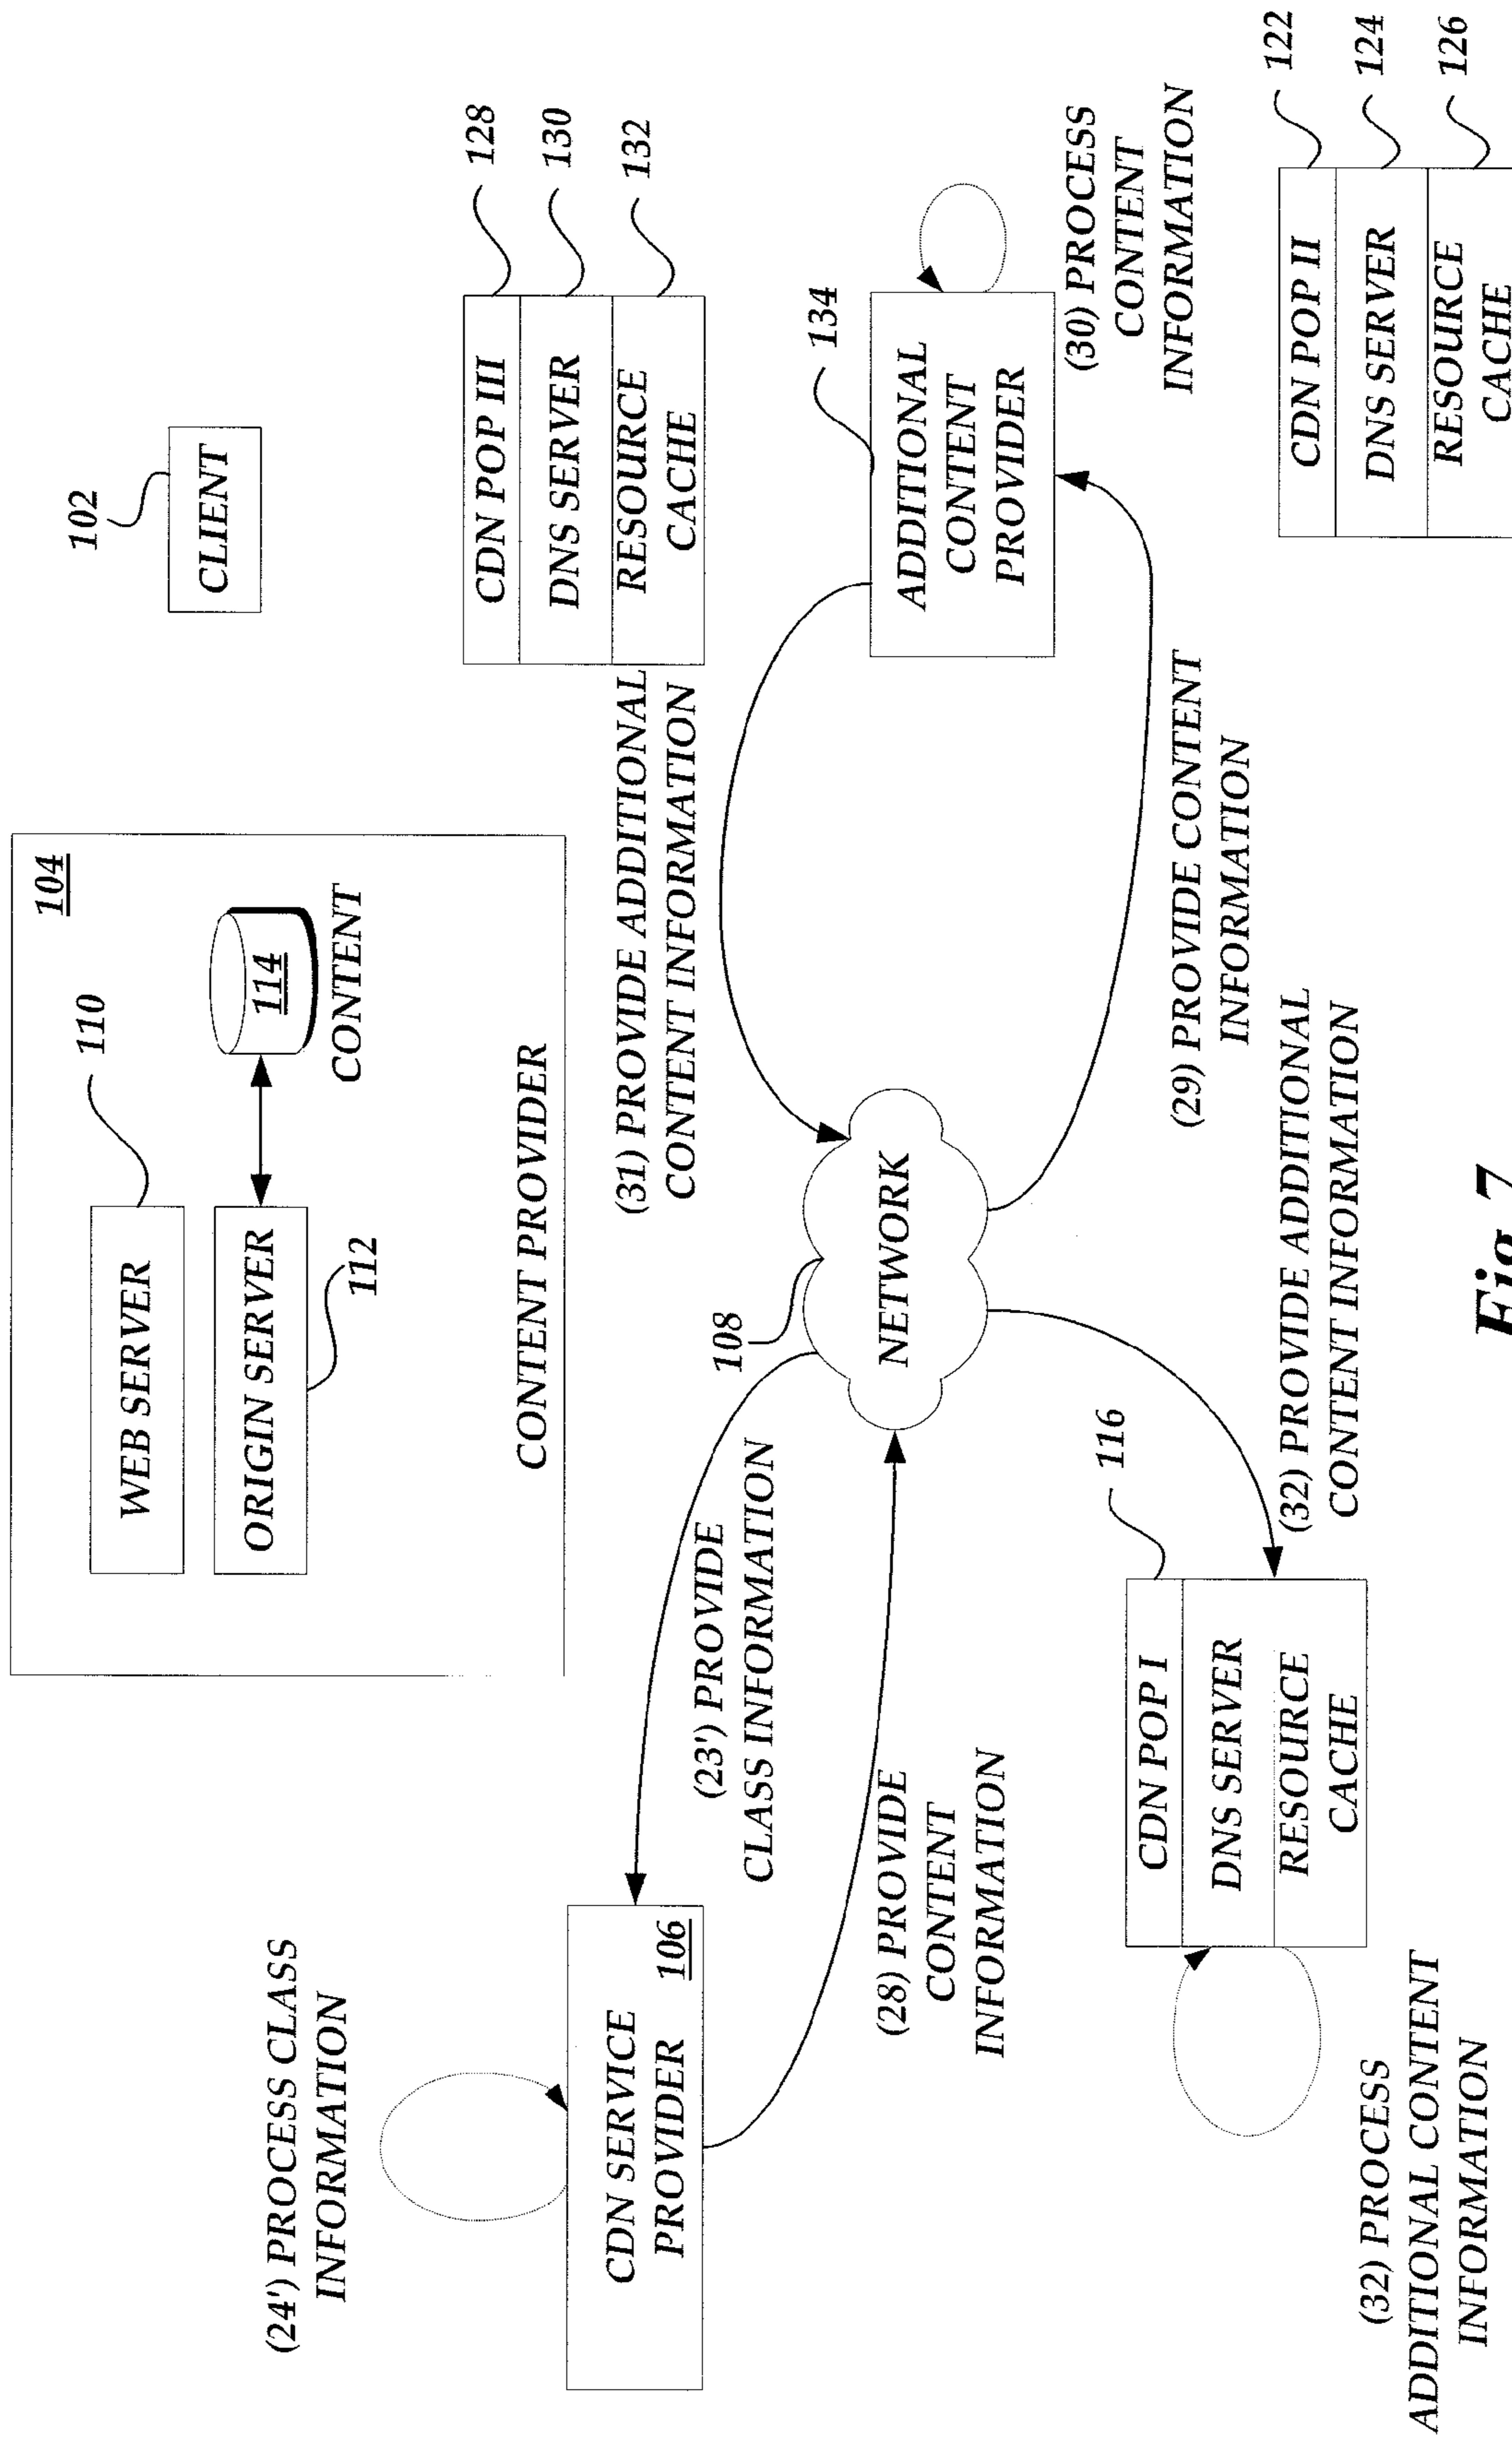 104
WEB SERVER
110
ORIGIN SERVER
112
114
CONTENT
CONTENT PROVIDER
102
CLIENT
(24') PROCESS CLASS
INFORMATION
CDN SERVICE
PROVIDER
106
(23') PROVIDE
CLASS INFORMATION
(28) PROVIDE
CONTENT
INFORMATION
108
NETWORK
(31) PROVIDE ADDITIONAL
CONTENT INFORMATION
CDN POP III
DNS SERVER
RESOURCE
CACHE
128
130
132
134
ADDITIONAL
CONTENT
PROVIDER
(30) PROCESS
CONTENT
INFORMATION
(29) PROVIDE CONTENT
INFORMATION
116
CDN POP I
DNS SERVER
RESOURCE
CACHE
(32) PROVIDE ADDITIONAL
CONTENT INFORMATION
(32) PROCESS
ADDITIONAL CONTENT
INFORMATION
CDN POP II
DNS SERVER
RESOURCE
CACHE
122
124
126
Fig.7.